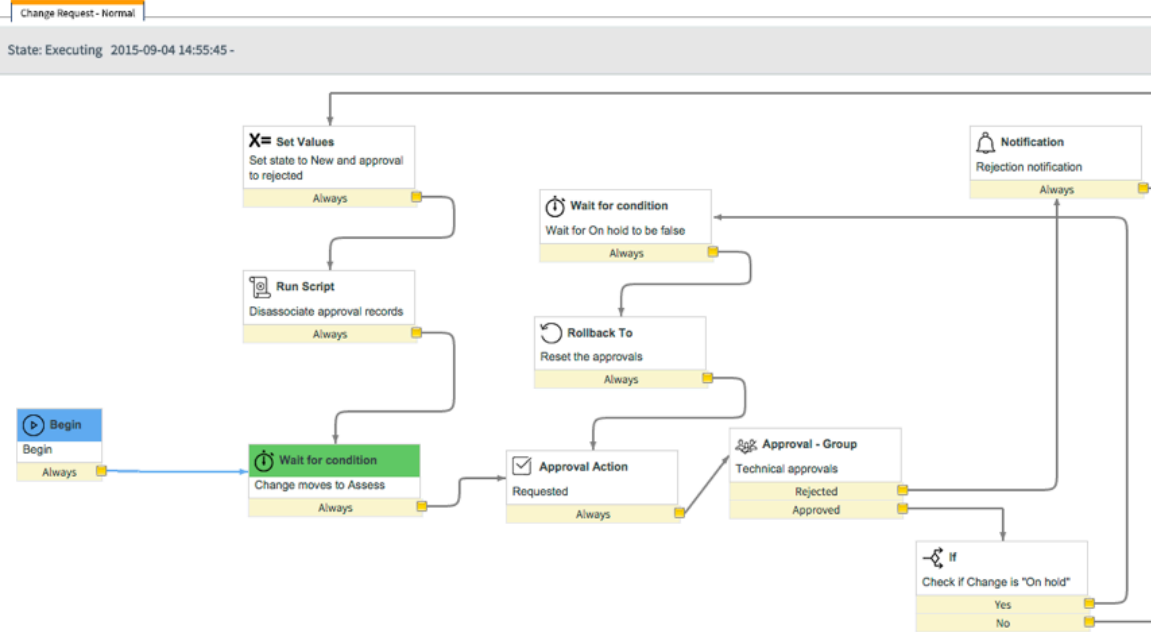 Change Request - Normal
State: Executing 2015-09-04 14:55:45 -
X= Set Values
Set state to New and approval
to rejected
Always
Run Script
Disassociate approval records
Always
Begin
Begin
Always
Wait for condition
Change moves to Assess
Always
Wait for condition
Wait for On hold to be false
Always
Rollback To
Reset the approvals
Always
Approval Action
Requested
Always
Approval - Group
Technical approvals
Rejected
Approved
Notification
Rejection notification
Always
If
Check if Change is "On hold"
Yes
No